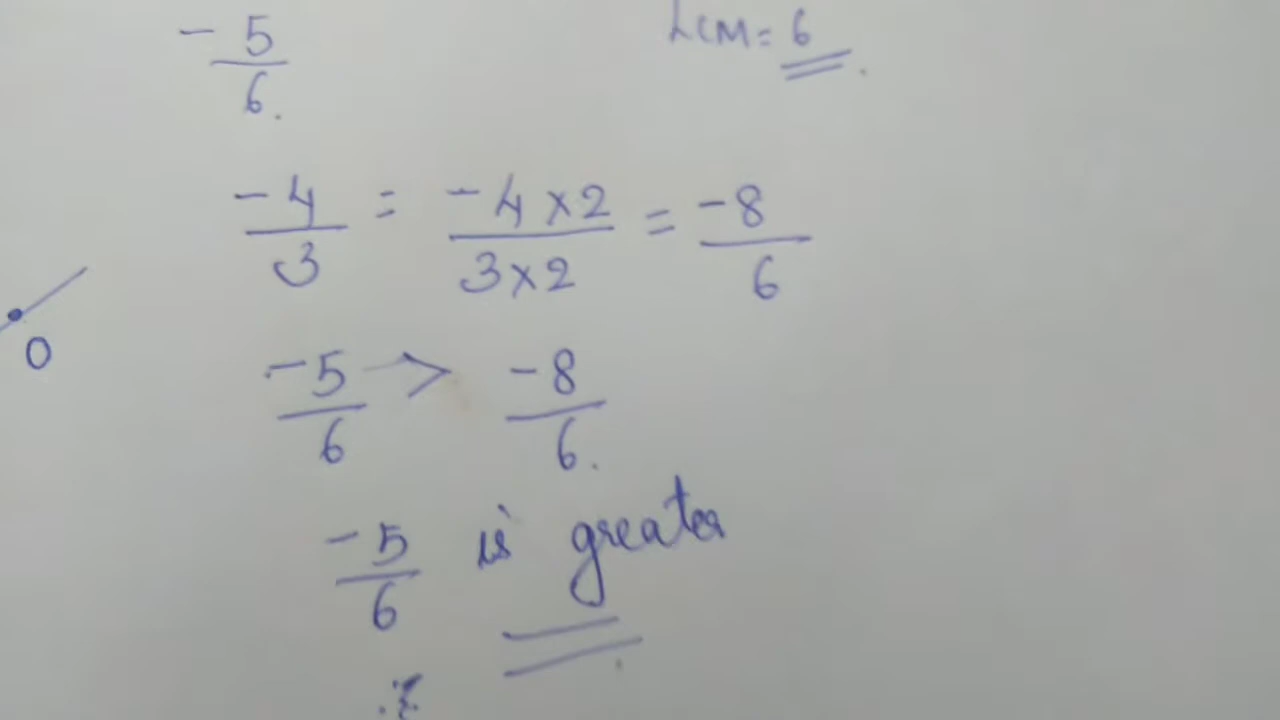 -5/6 LCM = 6
-4/3 = -4×2/3×2 = -8/6
O
-5/6 > -8/6
-5/6 is greater